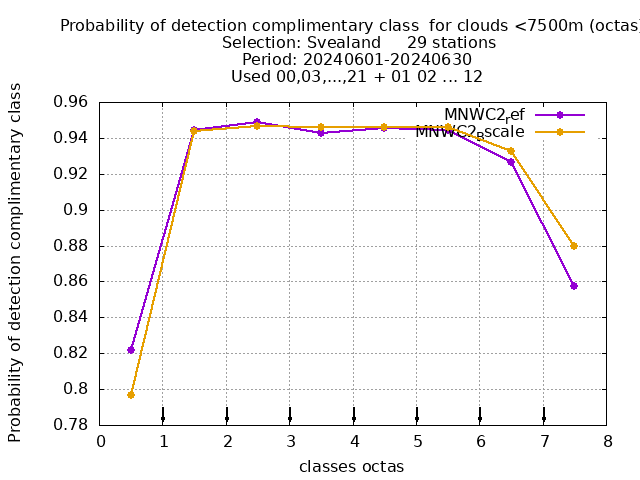 Probability of detection complimentary class for clouds <7500m (octas)
Selection: Svealand 29 stations
Period: 20240601-20240630
Used 00,03,...,21 + 01 02 ... 12
Probability of detection complimentary class
0.96
0.94
0.92
0.9
0.88
0.86
0.84
0.82
0.8
0.78
MNWC2ref
MNWC2pscale
0 1 2 3 4 5 6 7 8
classes octas